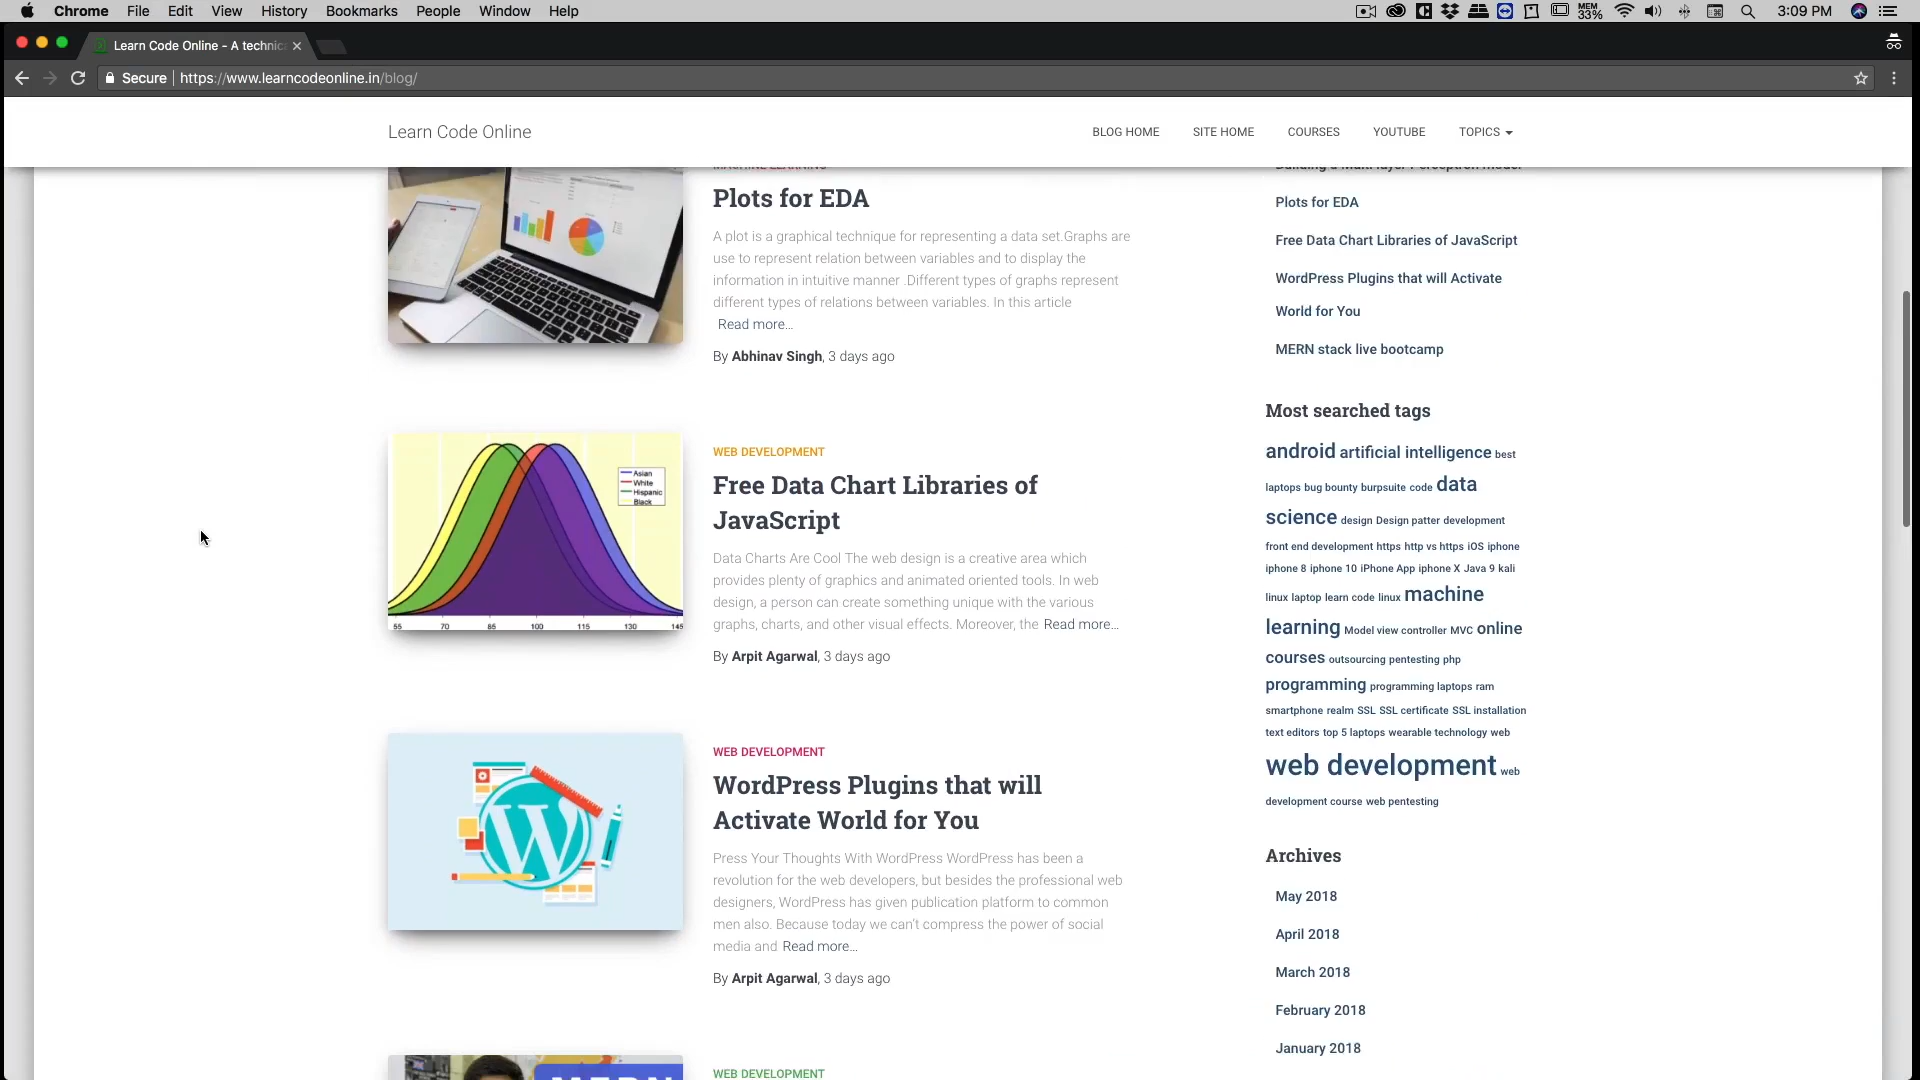 Chrome File Edit View History Bookmarks People Window Help
MEM 33% 3:09 PM
Learn Code Online - A technic
Secure https://www.learncodeonline.in/blog/
Learn Code Online
BLOG HOME SITE HOME COURSES YOUTUBE TOPICS
Plots for EDA
A plot is a graphical technique for representing a data set.Graphs are
use to represent relation between variables and to display the
information in intuitive manner .Different types of graphs represent
different types of relations between variables. In this article
Read more…
By Abhinav Singh, 3 days ago
Asian
White
Hispanic
Black
55 70 85 100 115 130 145
WEB DEVELOPMENT
Free Data Chart Libraries of
JavaScript
Data Charts Are Cool The web design is a creative area which
provides plenty of graphics and animated oriented tools. In web
design, a person can create something unique with the various
graphs, charts, and other visual effects. Moreover, the Read more…
By Arpit Agarwal, 3 days ago
WEB DEVELOPMENT
WordPress Plugins that will
Activate World for You
Press Your Thoughts With WordPress WordPress has been a
revolution for the web developers, but besides the professional web
designers, WordPress has given publication platform to common
men also. Because today we can't compress the power of social
media and Read more…
By Arpit Agarwal, 3 days ago
WEB DEVELOPMENT
Plots for EDA
Free Data Chart Libraries of JavaScript
WordPress Plugins that will Activate
World for You
MERN stack live bootcamp
Most searched tags
android artificial intelligence best
laptops bug bounty burpsuite code data
science design Design patter development
front end development https http vs https iOS iphone
iphone 8 iphone 10 iPhone App iphone X Java 9 kali
linux laptop learn code linux machine
learning Model view controller MVC online
courses outsourcing pentesting php
programming programming laptops ram
smartphone realm SSL SSL certificate SSL installation
text editors top 5 laptops wearable technology web
web development web
development course web pentesting
Archives
May 2018
April 2018
March 2018
February 2018
January 2018